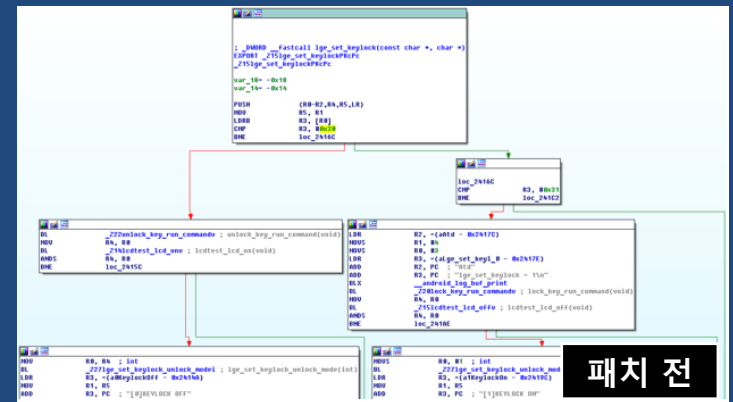 ; _DWORD __fastcall lge_set_keylock(const char *, char *)
EXPORT _Z15lge_set_keylockPKcPc
_Z15lge_set_keylockPKcPc
var_18= -0x18
var_14= -0x14
PUSH {R0-R2,R4,R5,LR}
MOV R5, R1
LDRB R3, [R0]
CMP R3, #0x30
BNE loc_2416C
loc_2416C
CMP R3, #0x31
BNE loc_241C2
BL _Z22unlock_key_run_commandv ; unlock_key_run_command(void)
MOV R4, R0
BL _Z14lcdtest_lcd_onv ; lcdtest_lcd_on(void)
ANDS R4, R0
BNE loc_2415C
LDR R2, =(aAtd - 0x2417C)
MOVS R1, #4
MOVS R0, #3
LDR R3, =(aLge_set_keyl_0 - 0x2417E)
ADD R2, PC ; "Atd"
ADD R3, PC ; "lge_set_keylock - 1\n"
BLX __android_log_buf_print
BL _Z20lock_key_run_commandv ; lock_key_run_command(void)
MOV R4, R0
BL _Z15lcdtest_lcd_offv ; lcdtest_lcd_off(void)
ANDS R4, R0
BNE loc_241AE
MOV R0, R4 ; int
BL _Z27lge_set_keylock_unlock_modei ; lge_set_keylock_unlock_mode(int)
LDR R3, =(a0KeylockOff - 0x2414A)
MOV R1, R5
ADD R3, PC ; "[0]KEYLOCK OFF"
MOVS R0, #1 ; int
BL _Z27lge_set_keylock_unlock_mod
LDR R3, =(a1KeylockOn - 0x2419C)
MOV R1, R5
ADD R3, PC ; "[1]KEYLOCK ON"
패치 전